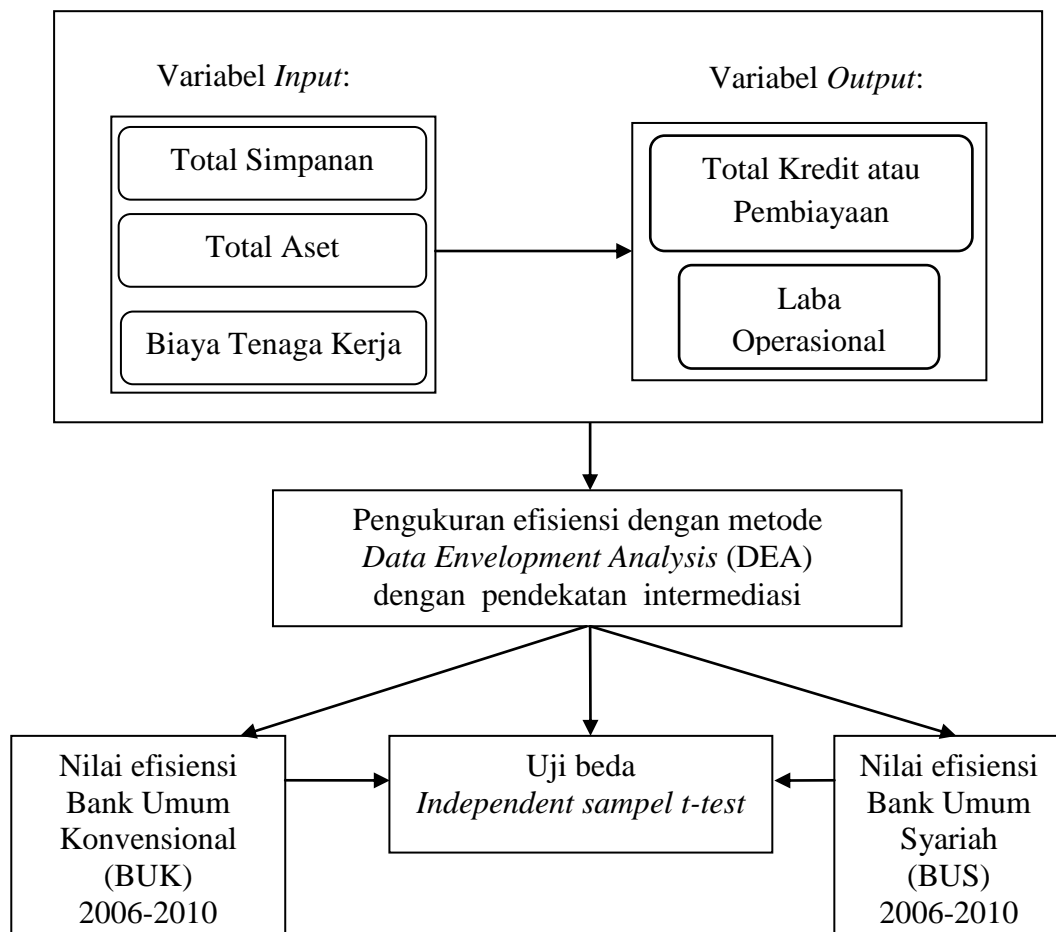 Variabel Input:
Total Simpanan
Total Aset
Biaya Tenaga Kerja
Variabel Output:
Total Kredit atau
Pembiayaan
Laba
Operasional
Pengukuran efisiensi dengan metode
Data Envelopment Analysis (DEA)
dengan pendekatan intermediasi
Nilai efisiensi
Bank Umum
Konvensional
(BUK)
2006-2010
Uji beda
Independent sampel t-test
Nilai efisiensi
Bank Umum
Syariah
(BUS)
2006-2010